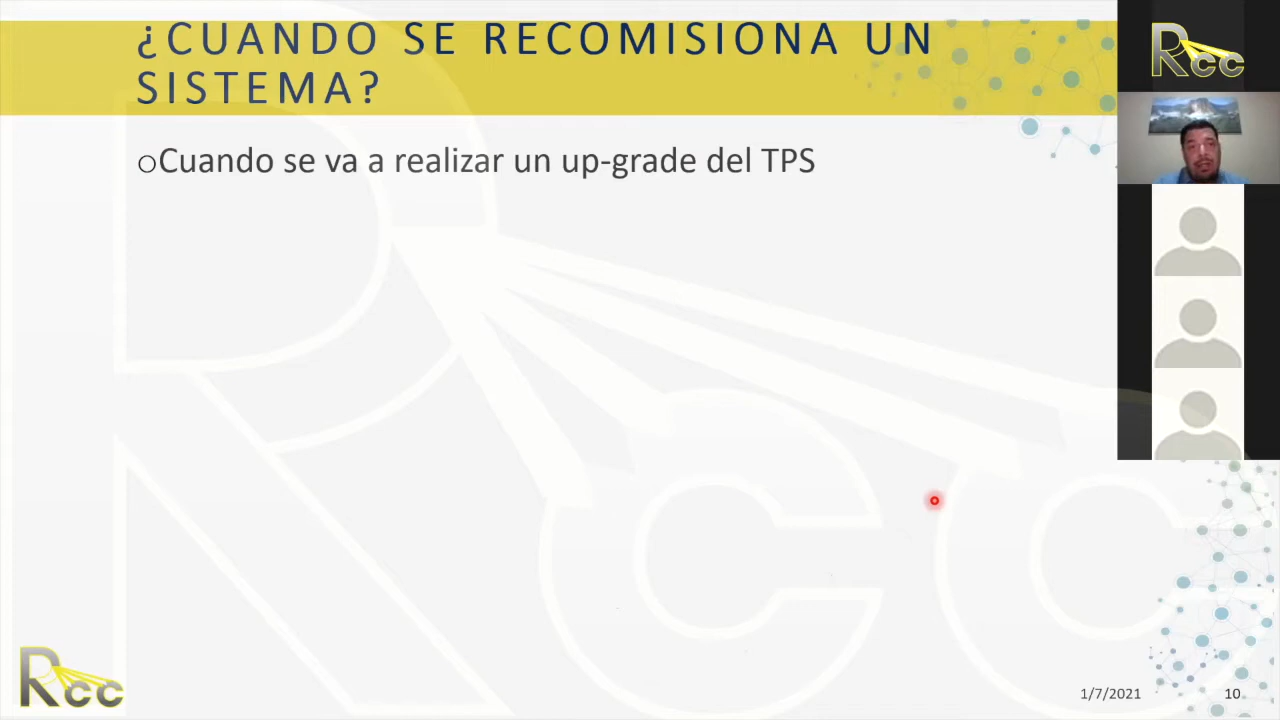 ¿CUANDO SE RECOMISIONA UN
SISTEMA?
oCuando se va a realizar un up-grade del TPS
Rcc
Rcc
1/7/2021
10